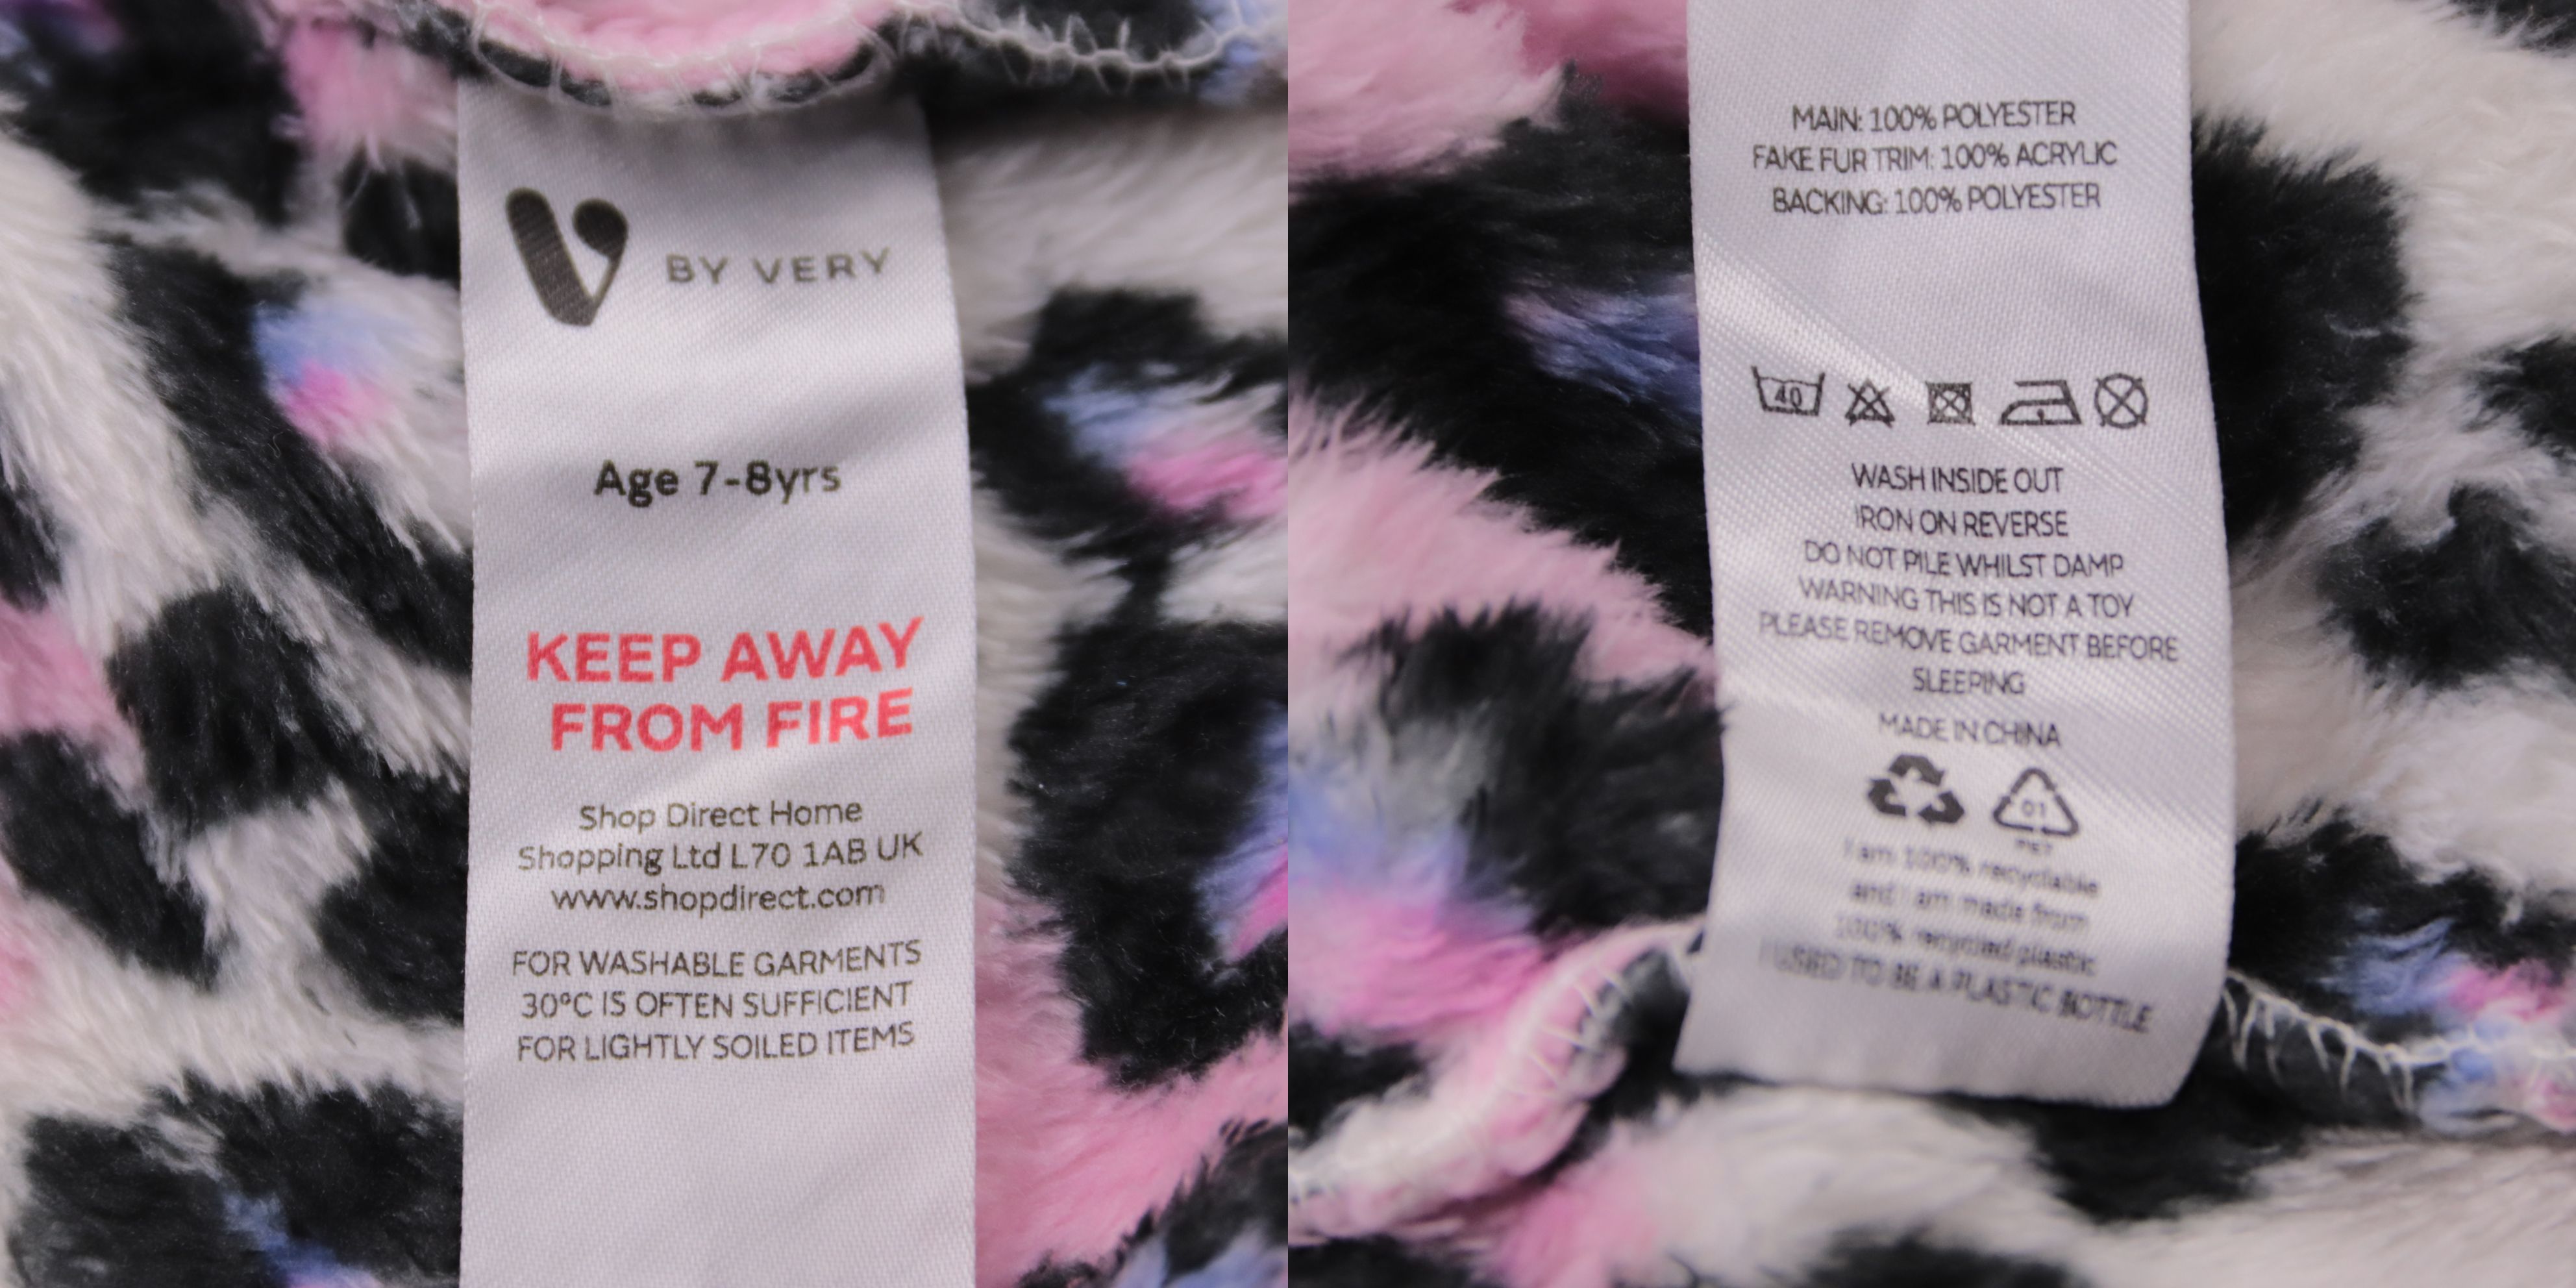 V BY VERY
Age 7-8yrs
KEEP AWAY
FROM FIRE
Shop Direct Home
Shopping Ltd L70 1AB UK
www.shopdirect.com
FOR WASHABLE GARMENTS
30°C IS OFTEN SUFFICIENT
FOR LIGHTLY SOILED ITEMS
MAIN: 100% POLYESTER
FAKE FUR TRIM: 100% ACRYLIC
BACKING: 100% POLYESTER
40
WASH INSIDE OUT
IRON ON REVERSE
DO NOT PILE WHILST DAMP
WARNING THIS IS NOT A TOY
PLEASE REMOVE GARMENT BEFORE
SLEEPING
MADE IN CHINA
01
PET
I am 100% recyclable
and I am made from
100% recycled plastic
I USED TO BE A PLASTIC BOTTLE